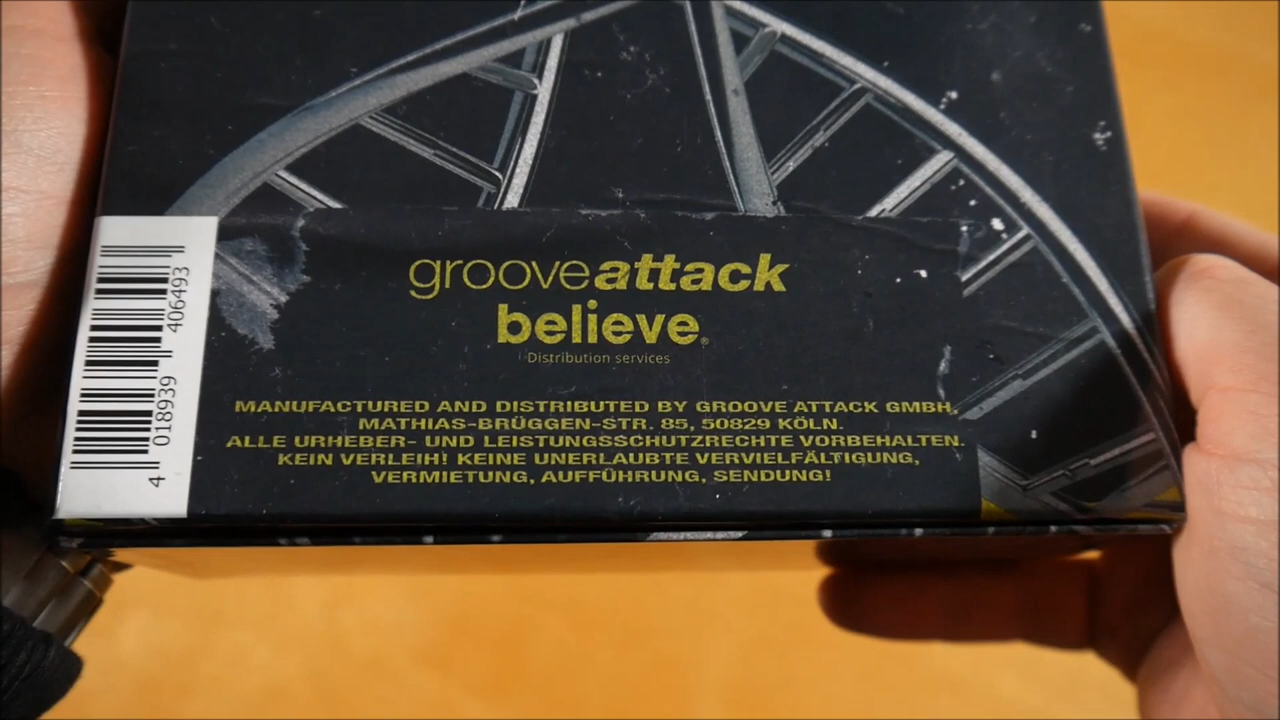 grooveattack
believe®
Distribution services
MANUFACTURED AND DISTRIBUTED BY GROOVE ATTACK GMBH,
MATHIAS-BRÜGGEN-STR. 85, 50829 KÖLN.
ALLE URHEBER- UND LEISTUNGSSCHUTZRECHTE VORBEHALTEN.
KEIN VERLEIH! KEINE UNERLAUBTE VERVIELFÄLTIGUNG,
VERMIETUNG, AUFFÜHRUNG, SENDUNG!
4 018939 406493